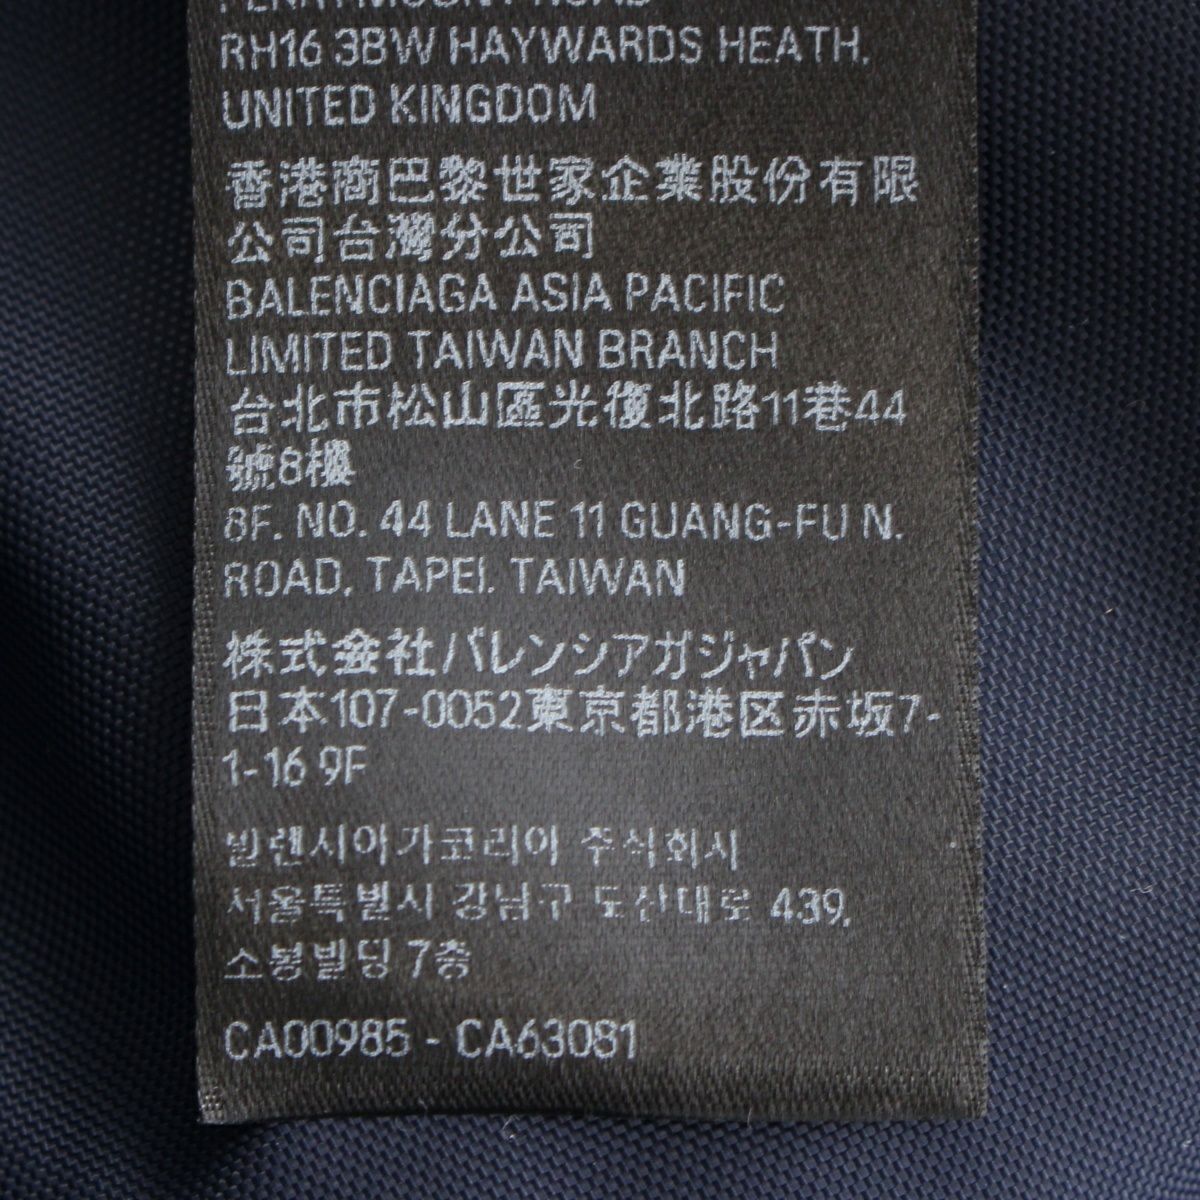 PERRYMOUNT ROAD
RH16 3BW HAYWARDS HEATH,
UNITED KINGDOM
香港商巴黎世家企業股份有限
公司台灣分公司
BALENCIAGA ASIA PACIFIC
LIMITED TAIWAN BRANCH
台北市松山區光復北路11巷44
號8樓
8F. NO. 44 LANE 11 GUANG-FU N.
ROAD, TAPEI, TAIWAN
株式会社バレンシアガジャパン
日本107-0052東京都港区赤坂7-
1-16 9F
발렌시아가코리아 주식회사
서울특별시 강남구 도산대로 439,
소봉빌딩 7층
CA00985 - CA63081